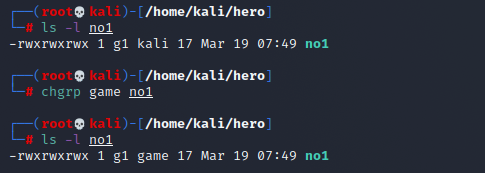 ┌──(root💀kali)-[/home/kali/hero]
└─# ls -l no1
-rwxrwxrwx 1 g1 kali 17 Mar 19 07:49 no1
┌──(root💀kali)-[/home/kali/hero]
└─# chgrp game no1
┌──(root💀kali)-[/home/kali/hero]
└─# ls -l no1
-rwxrwxrwx 1 g1 game 17 Mar 19 07:49 no1